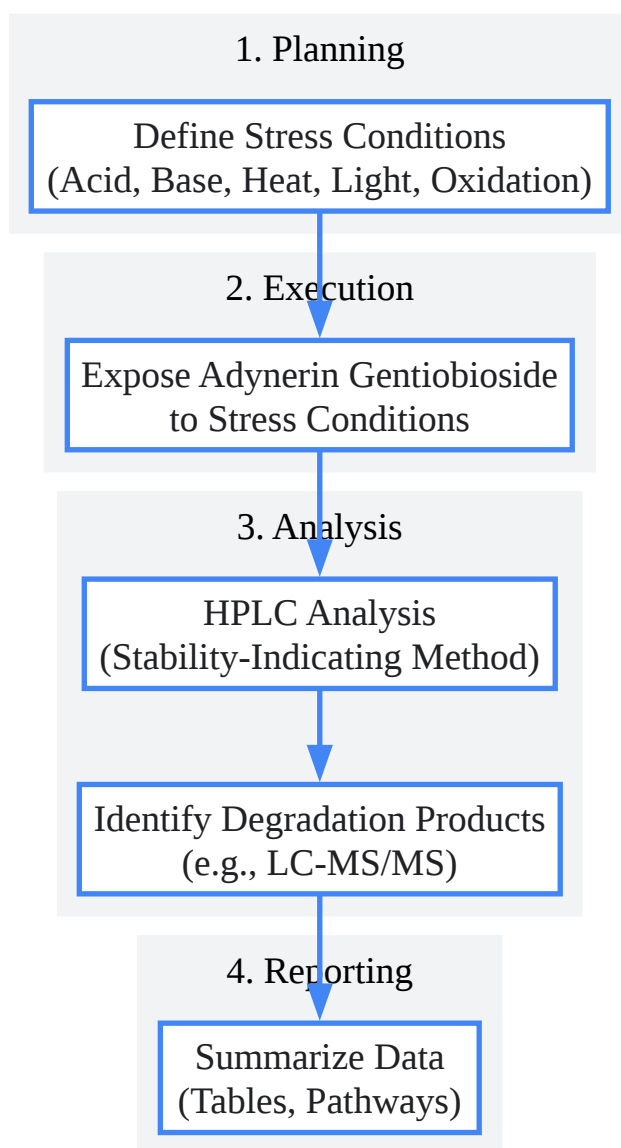 1. Planning
Define Stress Conditions
(Acid, Base, Heat, Light, Oxidation)
2. Execution
Expose Adynerin Gentiobioside
to Stress Conditions
3. Analysis
HPLC Analysis
(Stability-Indicating Method)
Identify Degradation Products
(e.g., LC-MS/MS)
4. Reporting
Summarize Data
(Tables, Pathways)